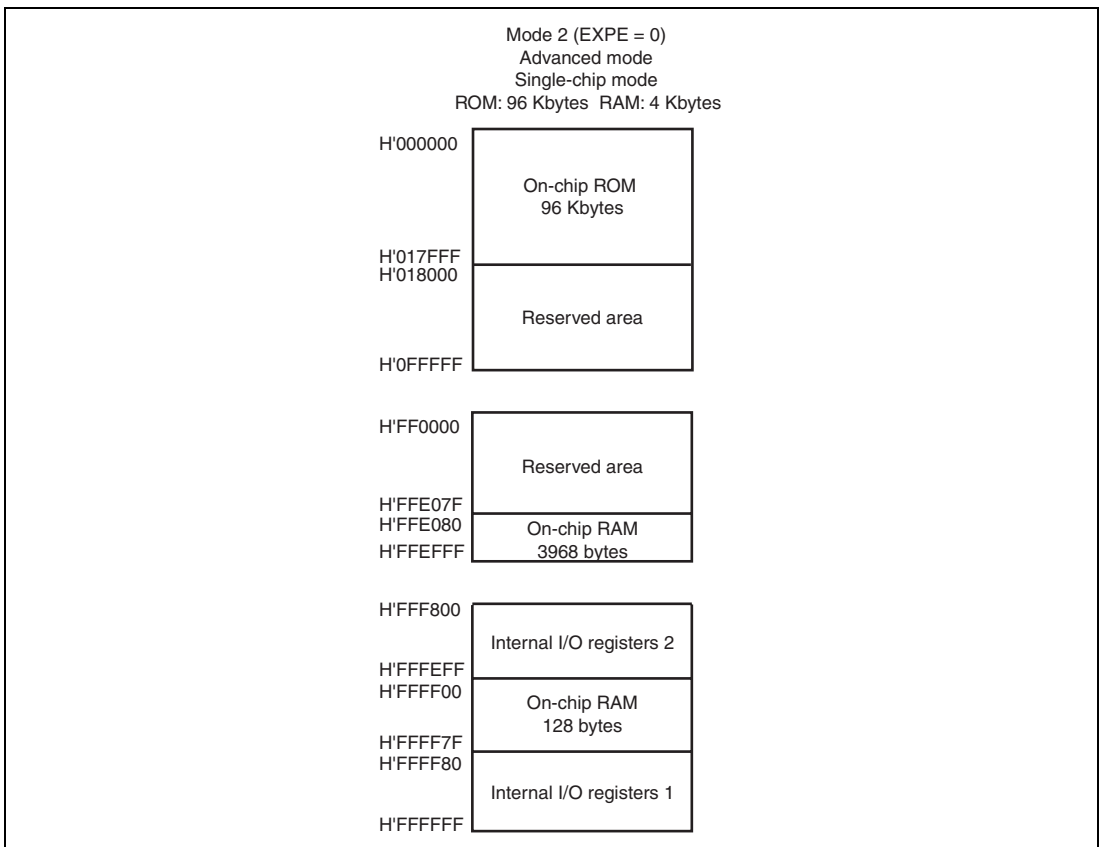 Mode 2 (EXPE = 0)
Advanced mode
Single-chip mode
ROM: 96 Kbytes  RAM: 4 Kbytes
H'000000
On-chip ROM
96 Kbytes
H'017FFF
H'018000
Reserved area
H'0FFFFF
H'FF0000
Reserved area
H'FFE07F
H'FFE080
On-chip RAM
3968 bytes
H'FFEFFF
H'FFF800
Internal I/O registers 2
H'FFFEFF
H'FFFF00
On-chip RAM
128 bytes
H'FFFF7F
H'FFFF80
Internal I/O registers 1
H'FFFFFF